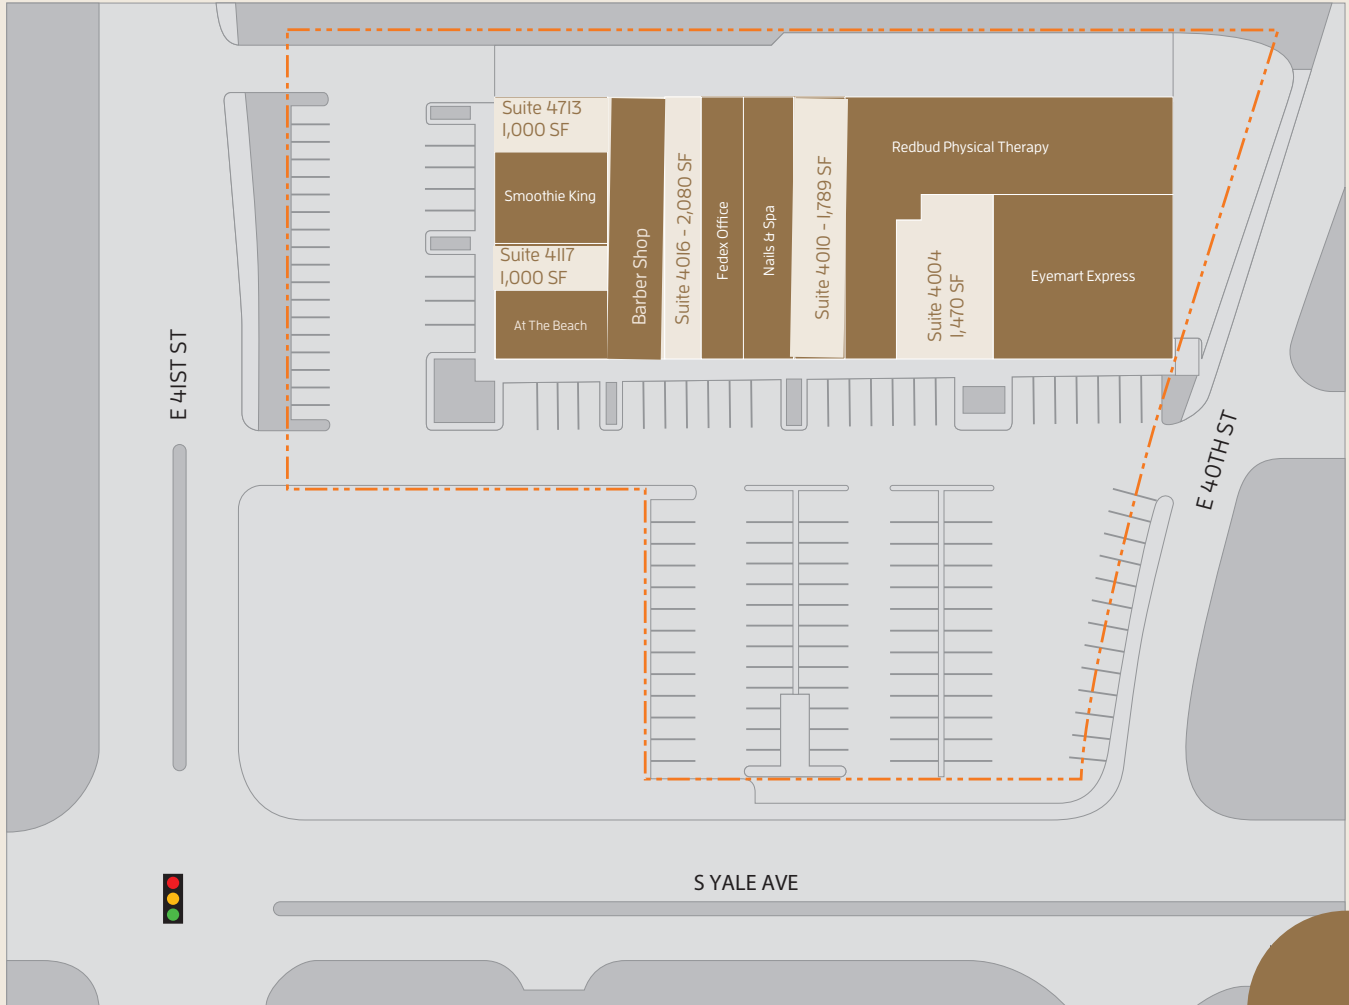 Suite 4713
1,000 SF
Smoothie King
Suite 4117
1,000 SF
At The Beach
Barber Shop
Suite 4016 - 2,080 SF
Fedex Office
Nails & Spa
Suite 4010 - 1,789 SF
Redbud Physical Therapy
Suite 4004
1,470 SF
Eyemart Express
E 41ST ST
E 40TH ST
S YALE AVE